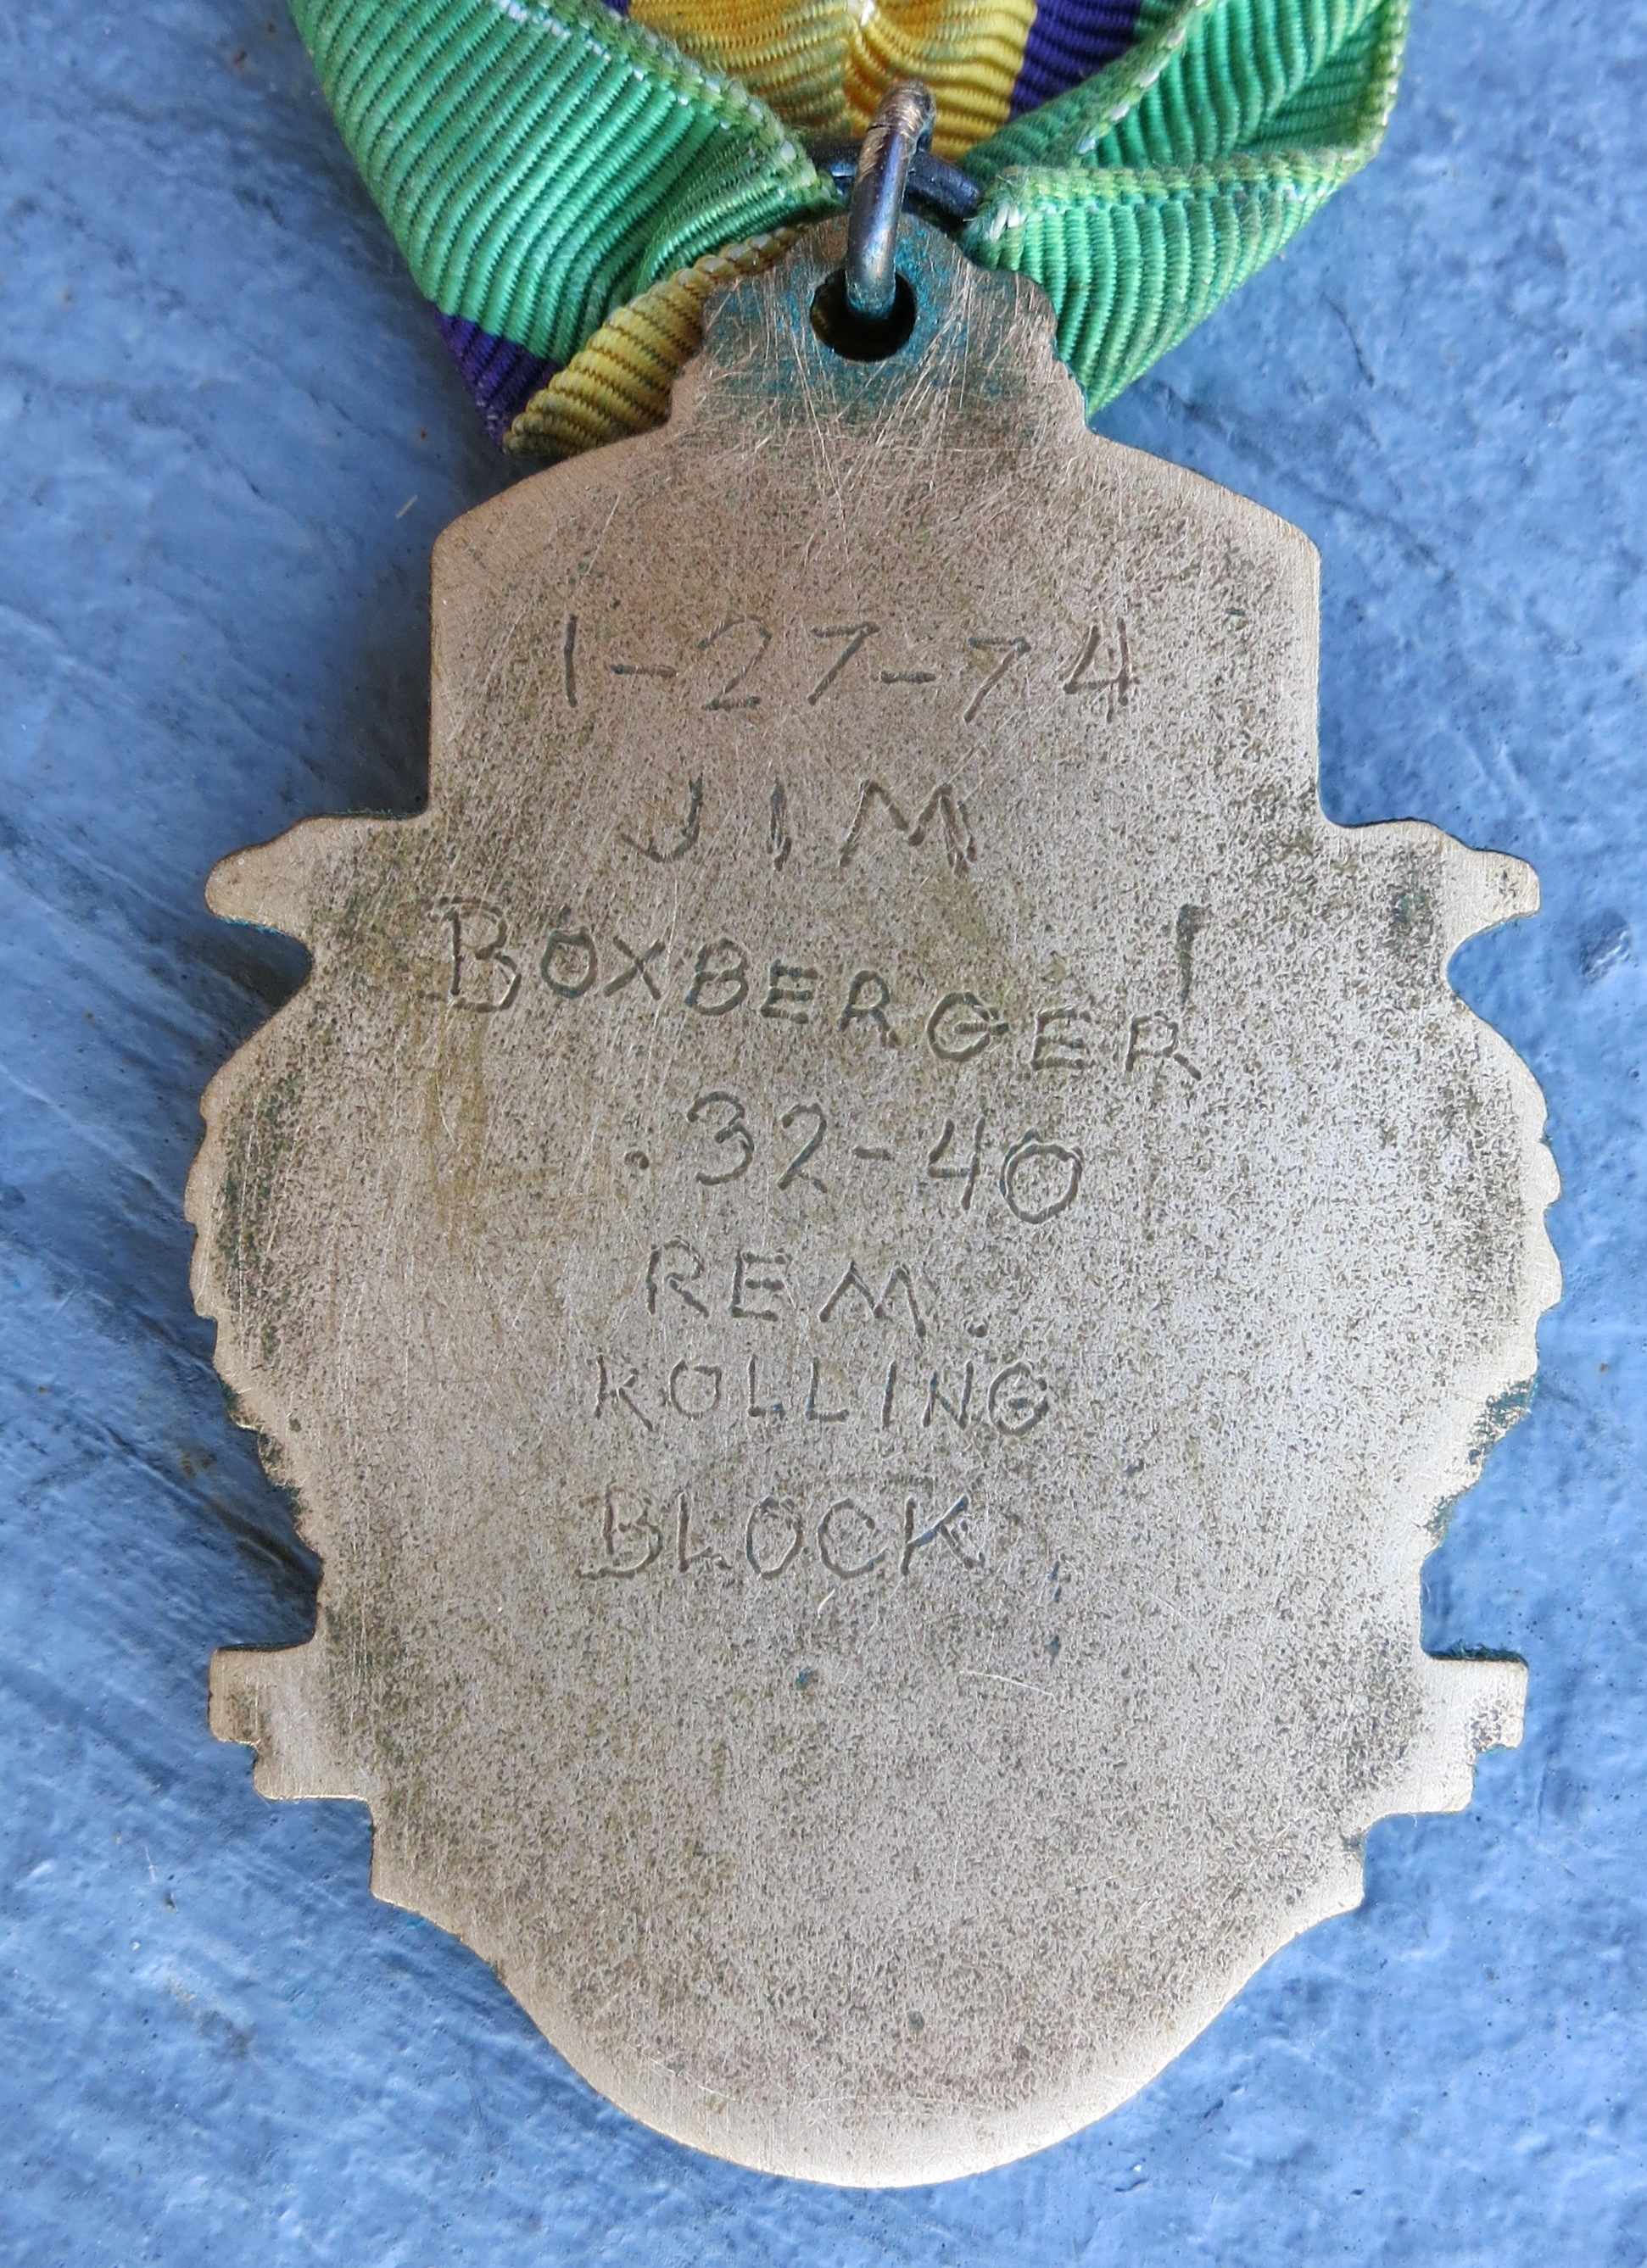 1-27-74
JIM
BOXBERGER
.32-40
REM.
ROLLING
BLOCK